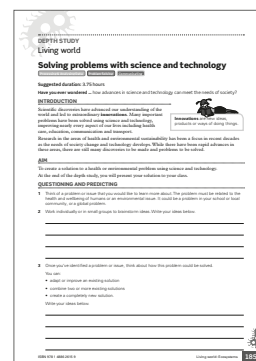 DEPTH STUDY
Living world
Solving problems with science and technology
Suggested duration: 3.75 hours
Have you ever wondered ... how advances in science and technology can meet the needs of society?
INTRODUCTION
Scientific discoveries have advanced our understanding of the
world and led to extraordinary innovations. Many important
problems have been solved using science and technology,
improving nearly every aspect of our lives including health
care, education, communication and transport.
Innovations are new ideas,
products or ways of doing things.
Research in the areas of health and environmental sustainability has been a focus in recent decades
as the needs of society change and technology develops. While there have been rapid advances in
these areas, there are still many discoveries to be made and problems to be solved.
AIM
To create a solution to a health or environmental problem using science and technology.
At the end of the depth study, you will present your solution to your class.
QUESTIONING AND PREDICTING
1 Think of a problem or issue that you would like to learn more about. The problem must be related to the
health and wellbeing of humans or an environmental issue. It could be a problem in your school or local
community, or a global problem.
2 Work individually or in small groups to brainstorm ideas. Write your ideas below.
3 Once you've identified a problem or issue, think about how this problem could be solved.
You can:
• adapt or improve an existing solution
• combine two or more existing solutions
• create a completely new solution.
Write your ideas below.
Living world: Ecosystems
185